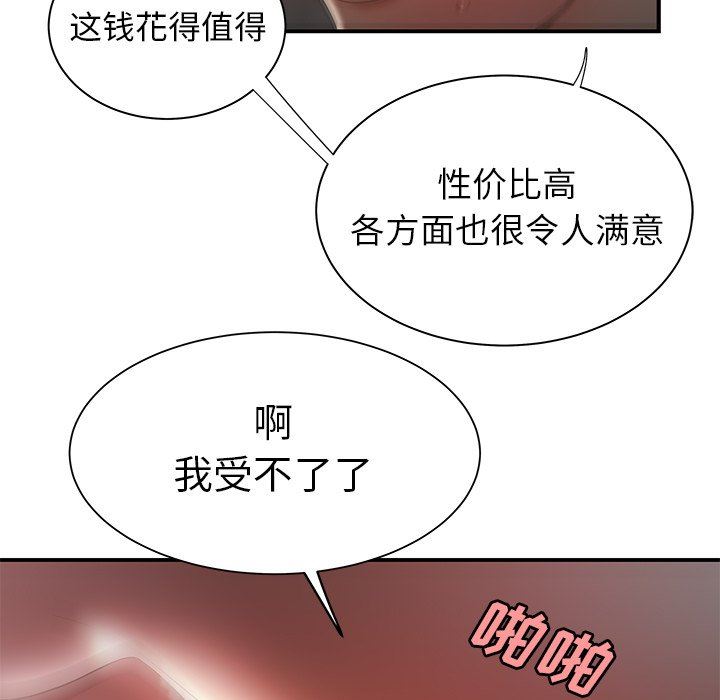 这钱花得值得
性价比高
各方面也很令人满意
啊
我受不了了
啪啪